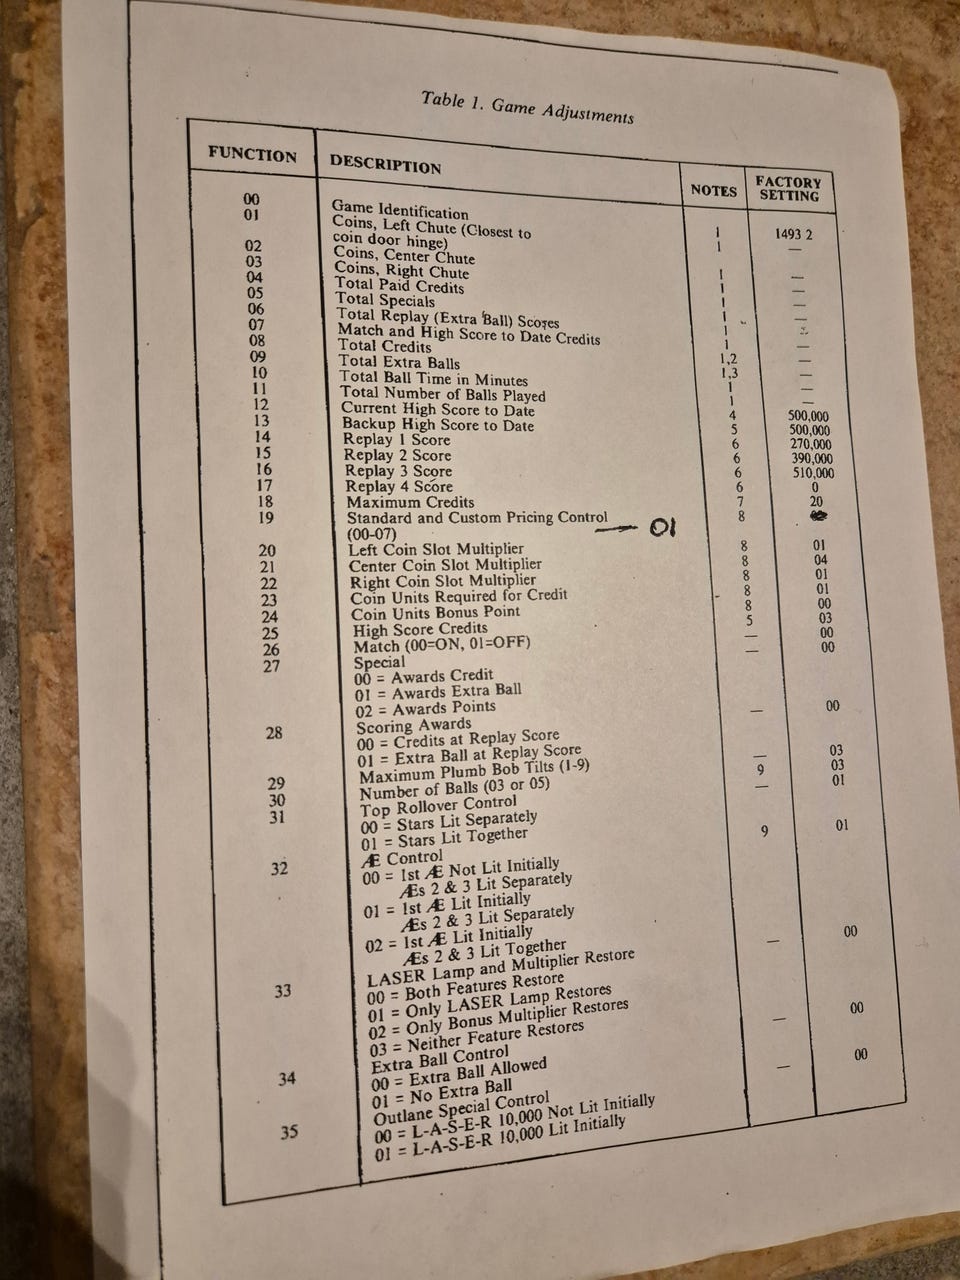 Table 1. Game Adjustments
FUNCTION DESCRIPTION NOTES FACTORY SETTING
00 Game Identification 1 1493 2
01 Coins, Left Chute (Closest to 1 —
coin door hinge)
02 Coins, Center Chute 1 —
03 Coins, Right Chute 1 —
04 Total Paid Credits 1 —
05 Total Specials 1 —
06 Total Replay (Extra Ball) Scores 1 —
07 Match and High Score to Date Credits 1 —
08 Total Credits 1,2 —
09 Total Extra Balls 1,3 —
10 Total Ball Time in Minutes 1 —
11 Total Number of Balls Played 1 —
12 Current High Score to Date 4 500,000
13 Backup High Score to Date 5 500,000
14 Replay 1 Score 6 270,000
15 Replay 2 Score 6 390,000
16 Replay 3 Score 6 510,000
17 Replay 4 Score 6 0
18 Maximum Credits 7 20
19 Standard and Custom Pricing Control — 01 8
(00-07)
20 Left Coin Slot Multiplier 8 01
21 Center Coin Slot Multiplier 8 04
22 Right Coin Slot Multiplier 8 01
23 Coin Units Required for Credit 8 01
24 Coin Units Bonus Point 8 00
25 High Score Credits 5 03
26 Match (00=ON, 01=OFF) — 00
27 Special — 00
00 = Awards Credit
01 = Awards Extra Ball
02 = Awards Points
28 Scoring Awards — 00
00 = Credits at Replay Score
01 = Extra Ball at Replay Score
29 Maximum Plumb Bob Tilts (1-9) — 03
30 Number of Balls (03 or 05) 9 03
31 Top Rollover Control — 01
00 = Stars Lit Separately
01 = Stars Lit Together
32 Æ Control 9 01
00 = 1st Æ Not Lit Initially
Æs 2 & 3 Lit Separately
01 = 1st Æ Lit Initially
Æs 2 & 3 Lit Separately
02 = 1st Æ Lit Initially
Æs 2 & 3 Lit Together
33 LASER Lamp and Multiplier Restore — 00
00 = Both Features Restore
01 = Only LASER Lamp Restores
02 = Only Bonus Multiplier Restores
03 = Neither Feature Restores
34 Extra Ball Control — 00
00 = Extra Ball Allowed
01 = No Extra Ball
35 Outlane Special Control — 00
00 = L-A-S-E-R 10,000 Not Lit Initially
01 = L-A-S-E-R 10,000 Lit Initially